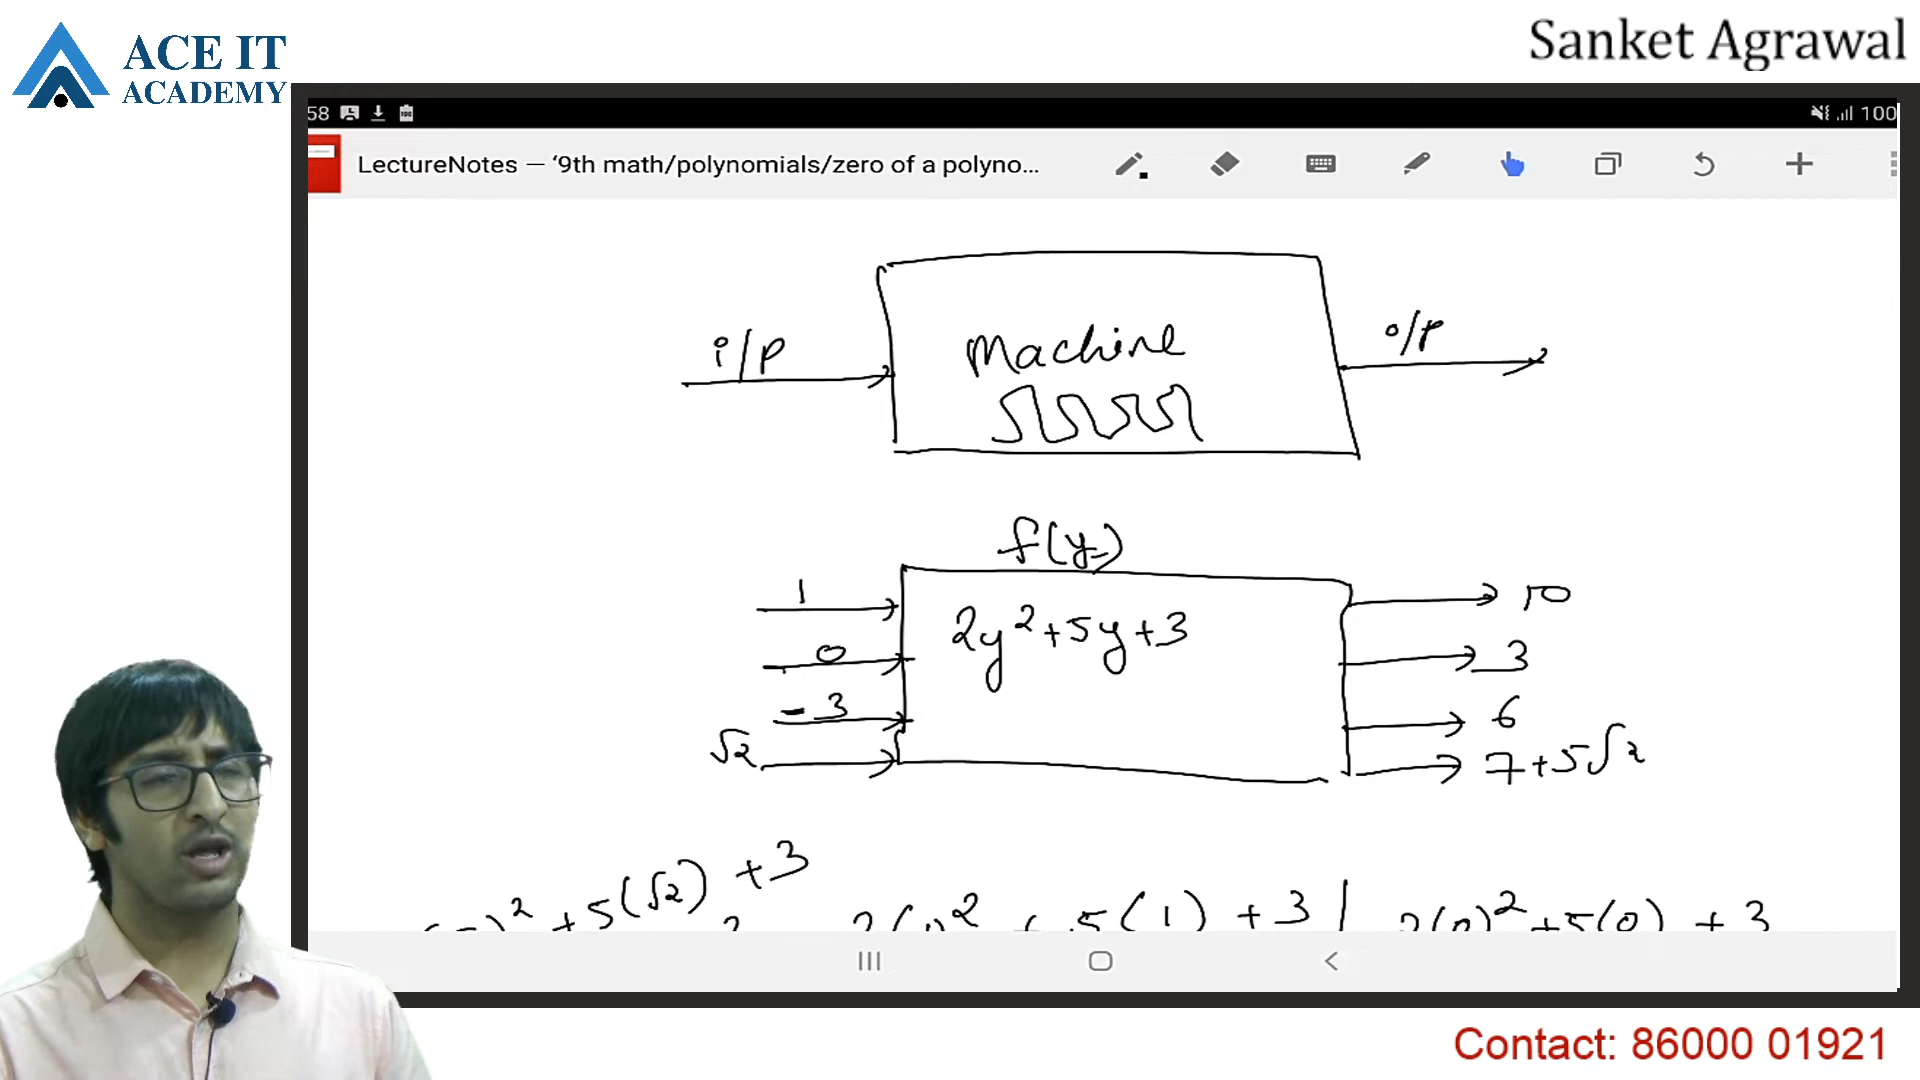 ACE IT
ACADEMY
Sanket Agrawal
58
100
LectureNotes — ‘9th math/polynomials/zero of a polyno...
i/p
Machine
o/p
f(y)
1
10
2y²+5y+3
0
3
-3
6
√2
7+5√2
² +5(√2) +3
2( )² + 5(1) +3 | 2(0)²+5(0) +3
Contact: 86000 01921